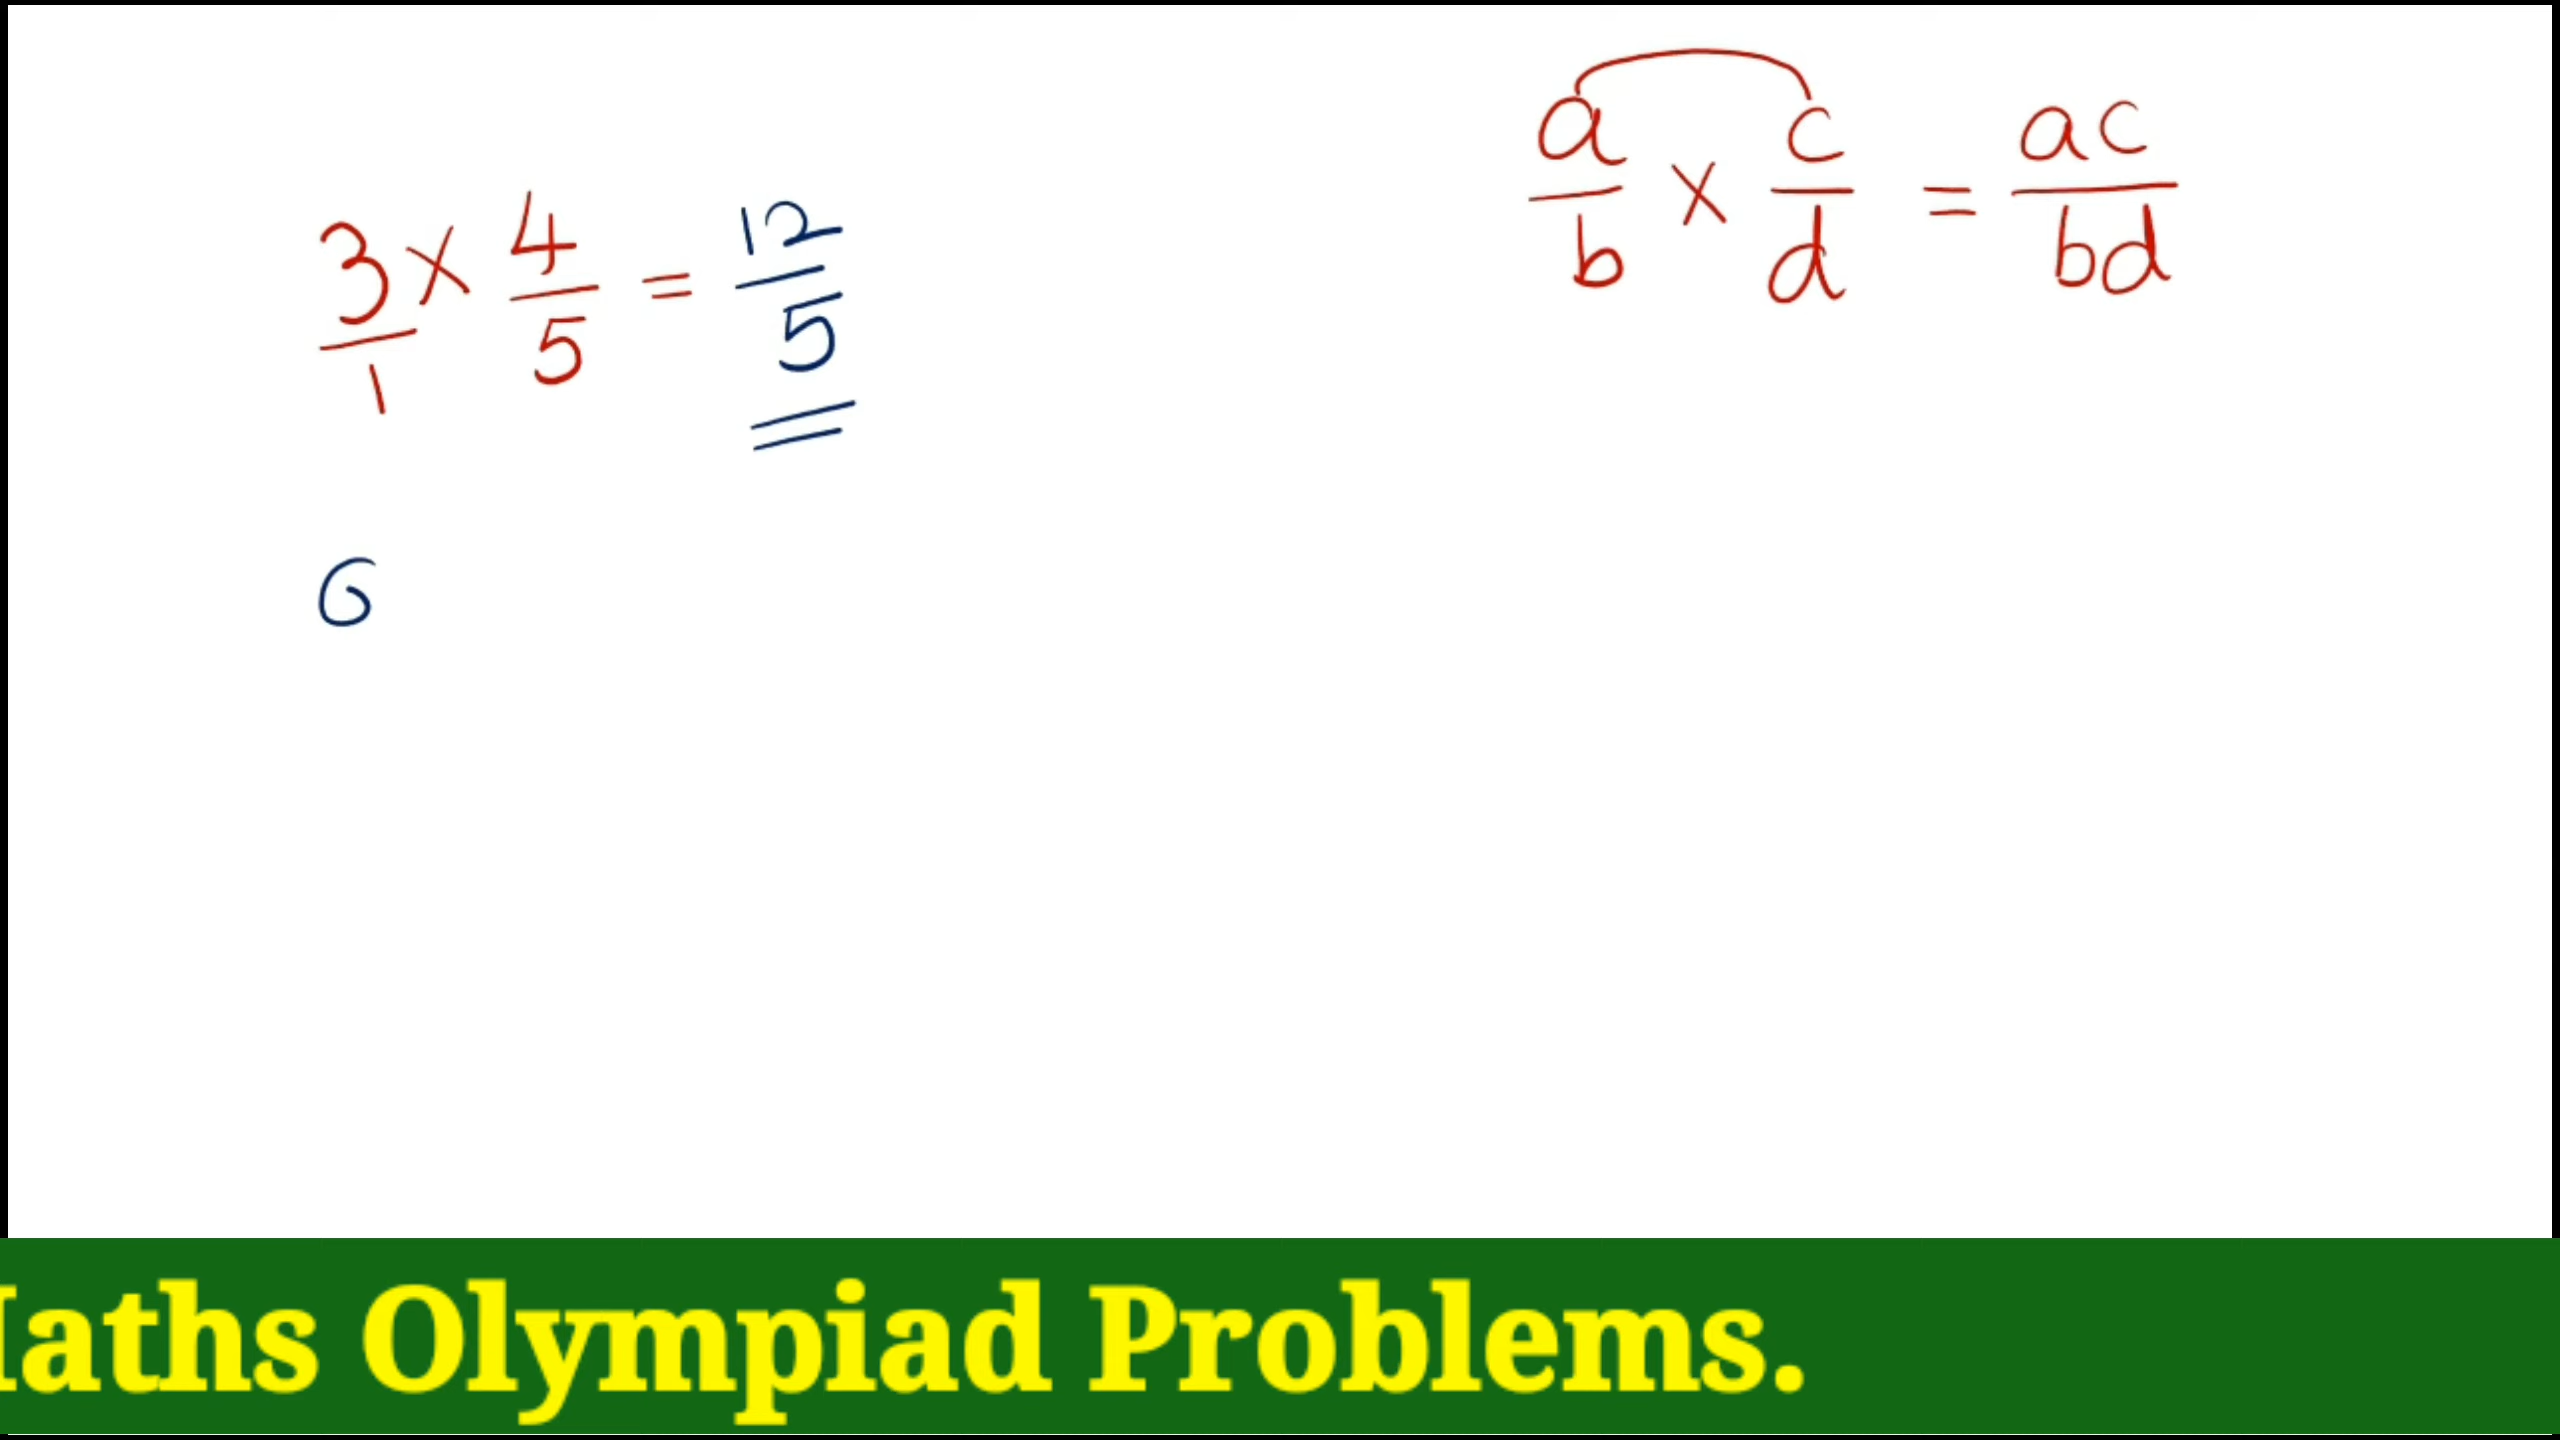 3/1 × 4/5 = 12/5
a/b × c/d = ac/bd
6
aths Olympiad Problems.